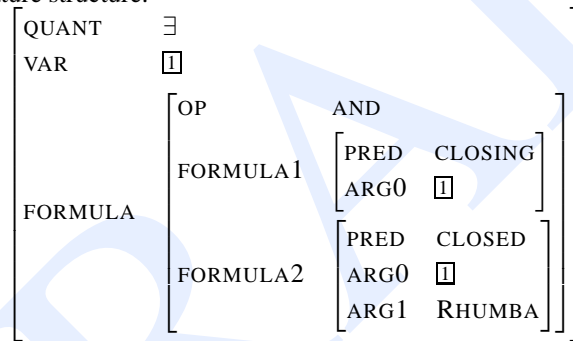 QUANT ∃
VAR 1
OP AND
FORMULA1 PRED CLOSING
ARG0 1
FORMULA
FORMULA2 PRED CLOSED
ARG0 1
ARG1 RHUMBA